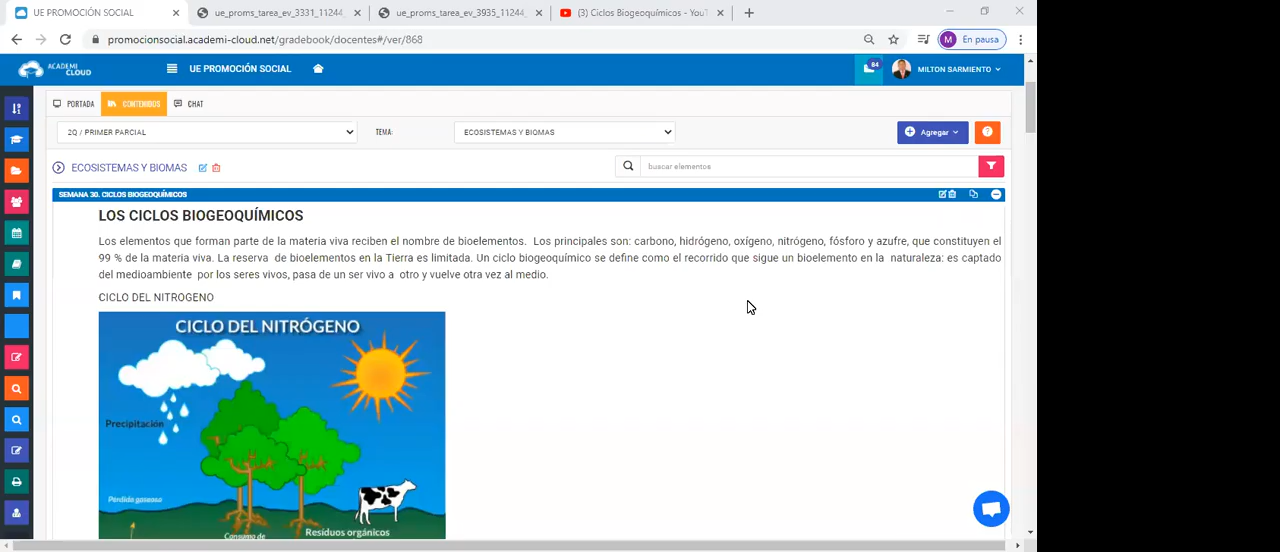 UE PROMOCIÓN SOCIAL
ue_proms_tarea_ev_3331_11244_
ue_proms_tarea_ev_3935_11244_
(3) Ciclos Biogeoquímicos - YouT
promocionsocial.academi-cloud.net/gradebook/docentes#/ver/868
M En pausa
ACADEMI CLOUD
UE PROMOCIÓN SOCIAL
84
MILTON SARMIENTO
PORTADA
CONTENIDOS
CHAT
2Q / PRIMER PARCIAL
TEMA:
ECOSISTEMAS Y BIOMAS
Agregar
ECOSISTEMAS Y BIOMAS
buscar elementos
SEMANA 30. CICLOS BIOGEOQUÍMICOS
LOS CICLOS BIOGEOQUÍMICOS
Los elementos que forman parte de la materia viva reciben el nombre de bioelementos. Los principales son: carbono, hidrógeno, oxígeno, nitrógeno, fósforo y azufre, que constituyen el
99 % de la materia viva. La reserva de bioelementos en la Tierra es limitada. Un ciclo biogeoquímico se define como el recorrido que sigue un bioelemento en la naturaleza: es captado
del medioambiente por los seres vivos, pasa de un ser vivo a otro y vuelve otra vez al medio.
CICLO DEL NITROGENO
CICLO DEL NITRÓGENO
Precipitación
Pérdida gaseosa
Residuos orgánicos
Consumo de